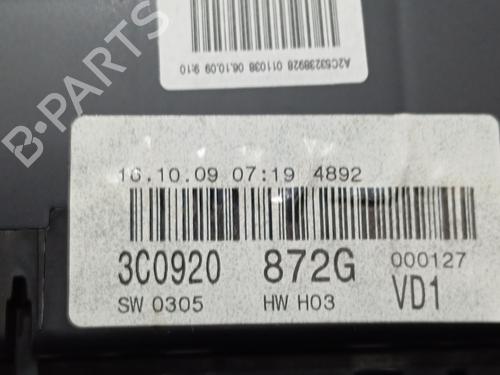 A2C53238928 011038 06.10.09 9:10
16.10.09 07:19 4892
3C0920 872G 000127
SW 0305 HW H03 VD1
B-PARTS